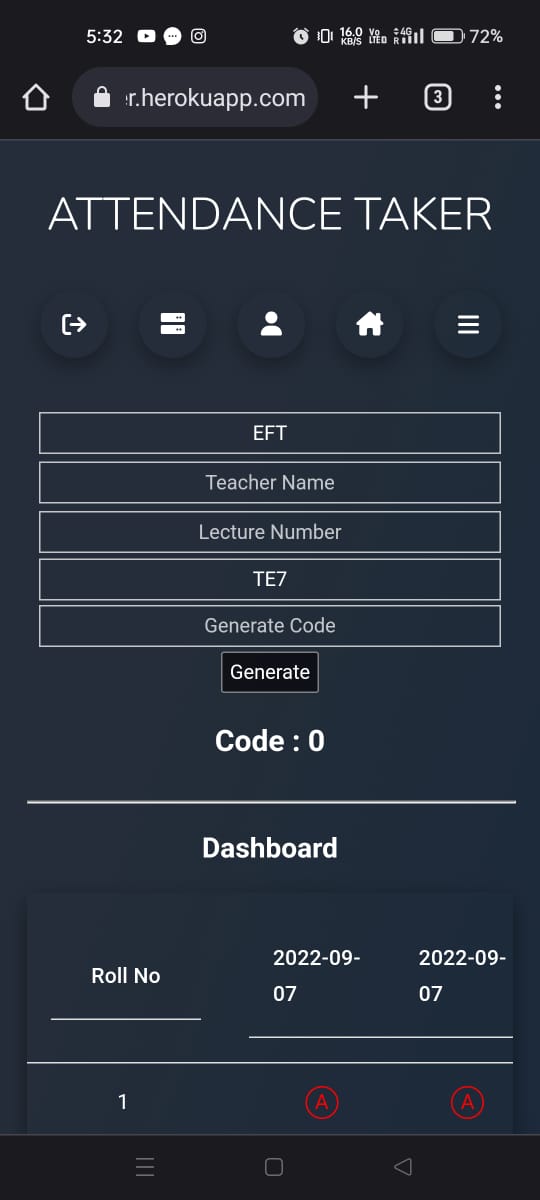 5:32 16.0 KB/S Vo LTE 4G R 72%
r.herokuapp.com 3
ATTENDANCE TAKER
EFT
Teacher Name
Lecture Number
TE7
Generate Code
Generate
Code : 0
Dashboard
Roll No
2022-09-07
2022-09-07
1 A A